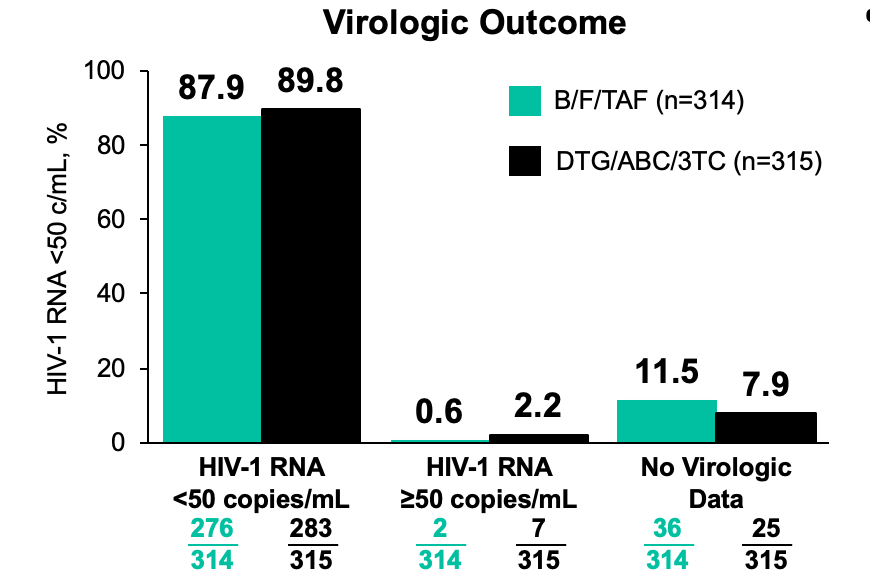 Virologic Outcome
HIV-1 RNA <50 c/mL, %
100
80
60
40
20
0
87.9
89.8
0.6
2.2
11.5
7.9
B/F/TAF (n=314)
DTG/ABC/3TC (n=315)
HIV-1 RNA
<50 copies/mL
276
314
283
315
HIV-1 RNA
≥50 copies/mL
2
314
7
315
No Virologic
Data
36
314
25
315